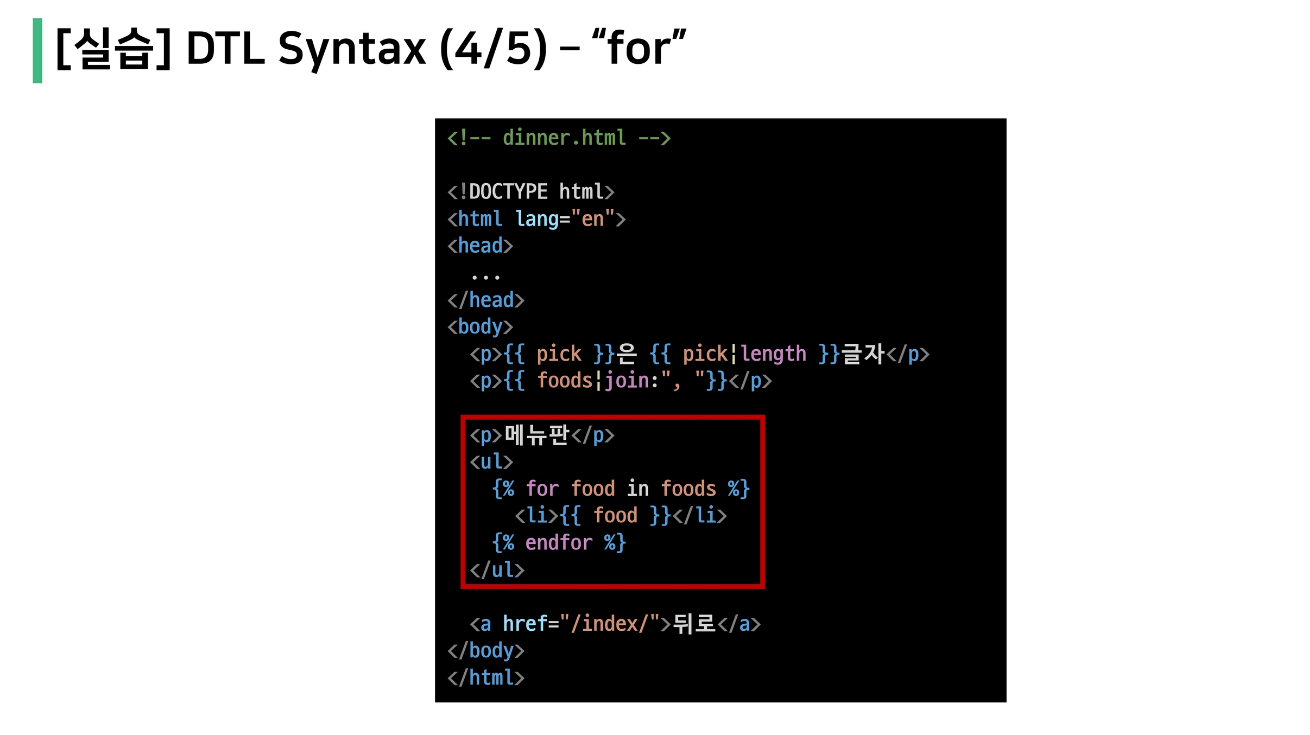 [실습] DTL Syntax (4/5) – “for”
<!-- dinner.html -->
<!DOCTYPE html>
<html lang="en">
<head>
  ...
</head>
<body>
  <p>{{ pick }}은 {{ pick|length }}글자</p>
  <p>{{ foods|join:", "}}</p>
  <p>메뉴판</p>
  <ul>
    {% for food in foods %}
      <li>{{ food }}</li>
    {% endfor %}
  </ul>
  <a href="/index/">뒤로</a>
</body>
</html>